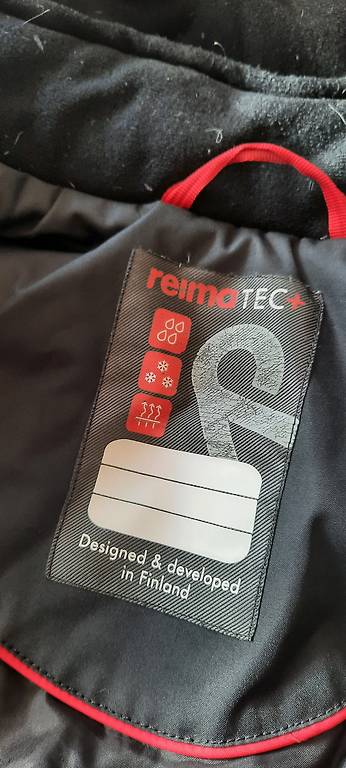 reimaTEC+
Designed & developed
in Finland